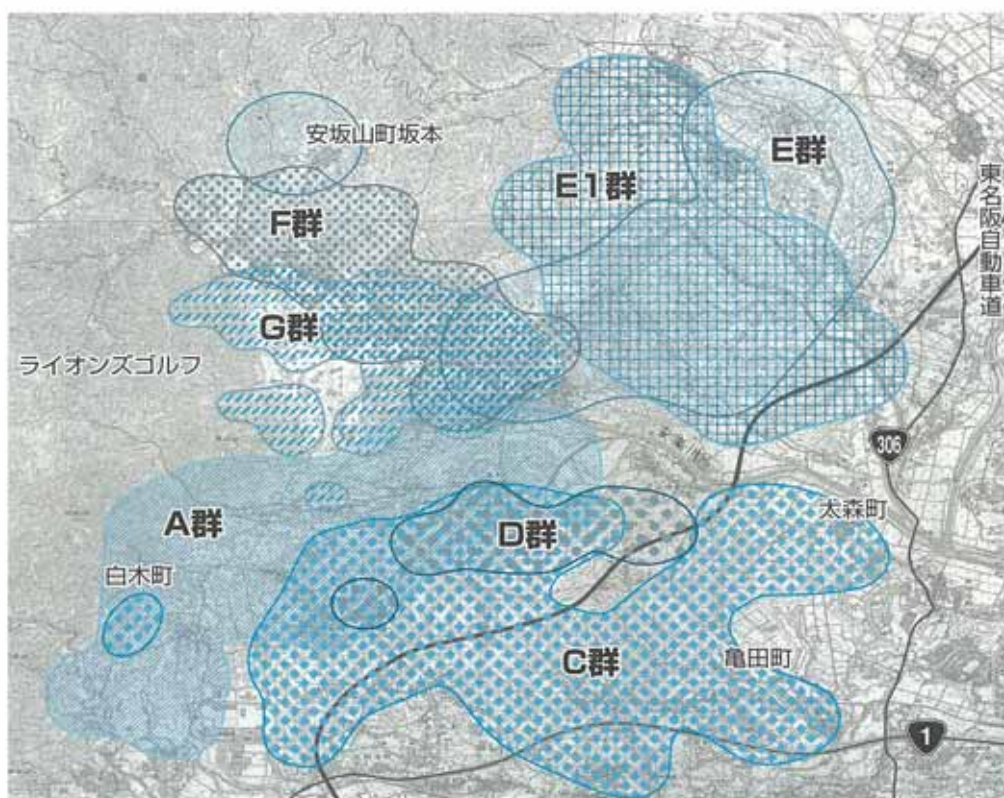 安坂山町坂本
E群
E1群
F群
東名阪自動車道
G群
ライオンズゴルフ
306
A群
D群
太森町
白木町
C群
亀田町
1